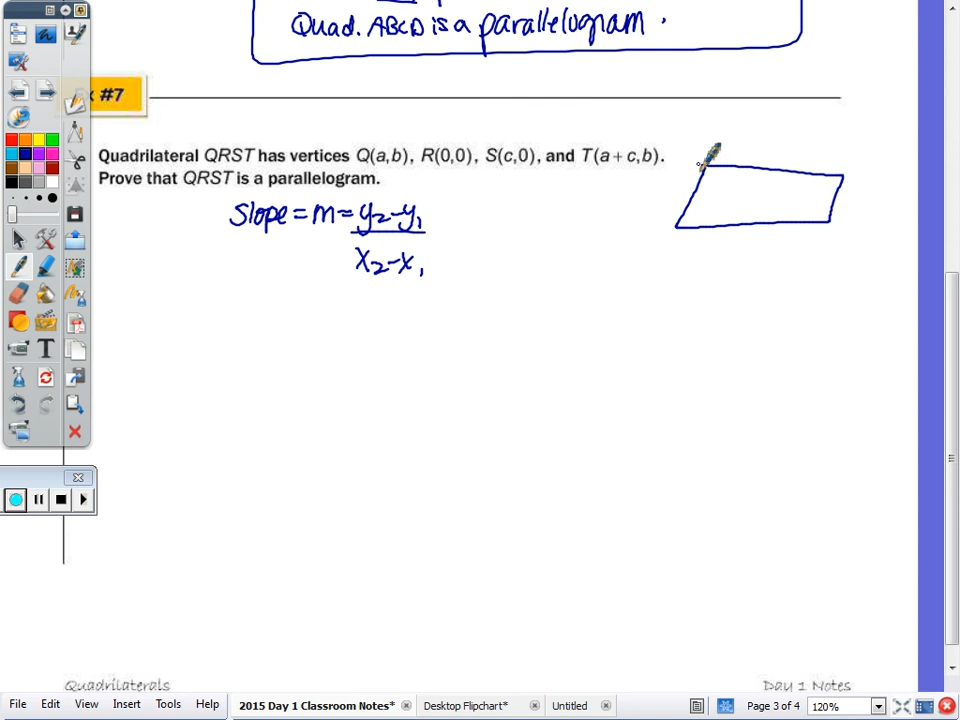 Quad. ABCD is a parallelogram.
#7
Quadrilateral QRST has vertices Q(a,b), R(0,0), S(c,0), and T(a+c,b).
Prove that QRST is a parallelogram.
Slope = m = y₂-y₁
x₂-x₁
Quadrilaterals
Day 1 Notes
File Edit View Insert Tools Help
2015 Day 1 Classroom Notes*
Desktop Flipchart*
Untitled
Page 3 of 4
120%